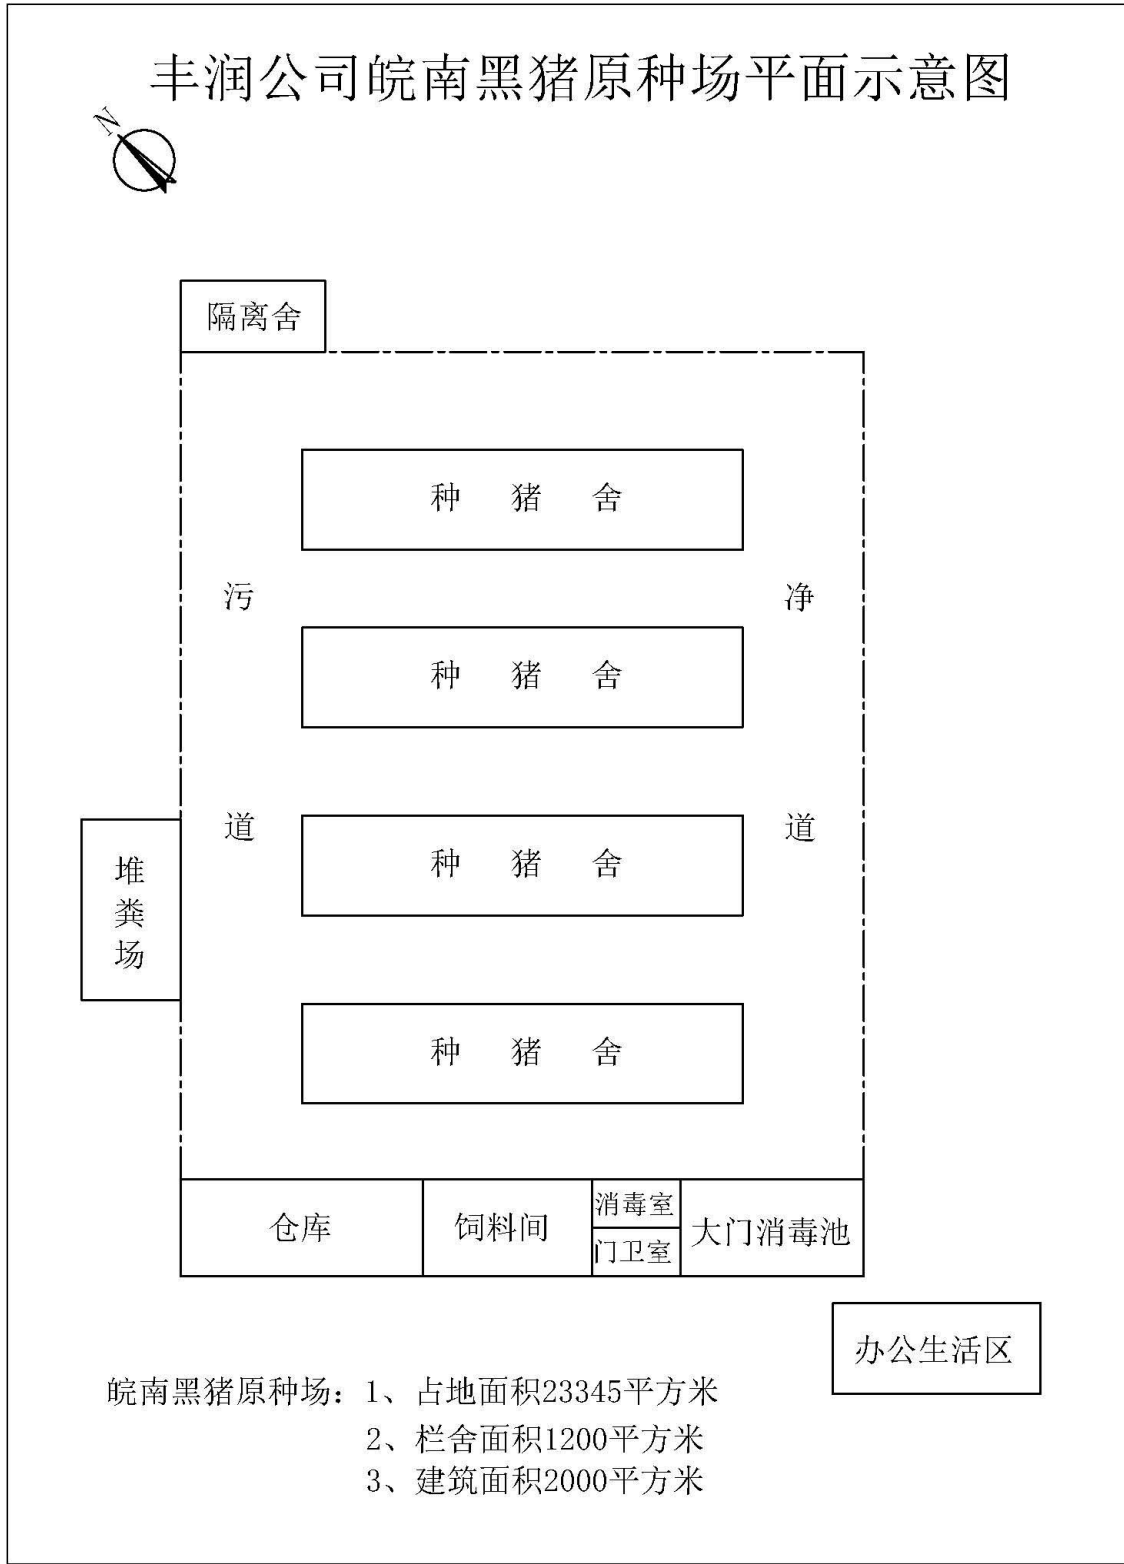 丰润公司皖南黑猪原种场平面示意图
N
隔离舍
种猪舍
污
净
种猪舍
道
道
种猪舍
堆粪场
种猪舍
仓库
饲料间
消毒室
门卫室
大门消毒池
办公生活区
皖南黑猪原种场：1、占地面积23345平方米
2、栏舍面积1200平方米
3、建筑面积2000平方米